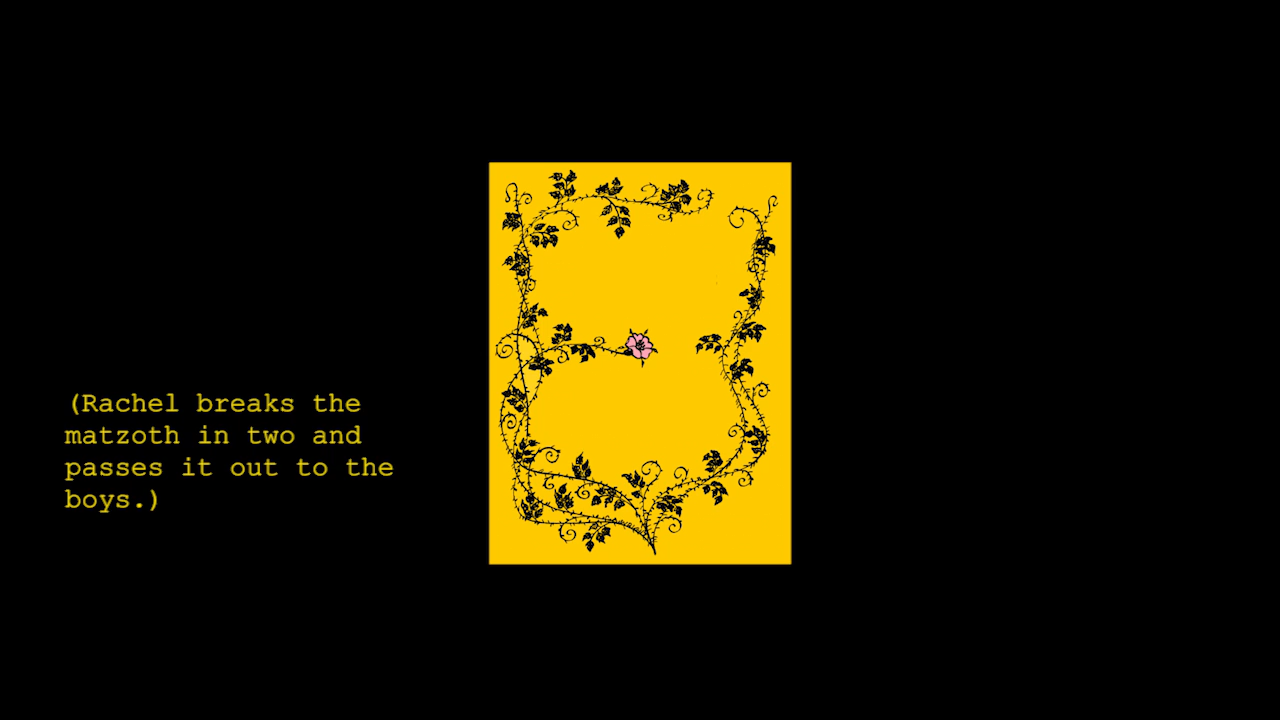 (Rachel breaks the
matzoth in two and
passes it out to the
boys.)